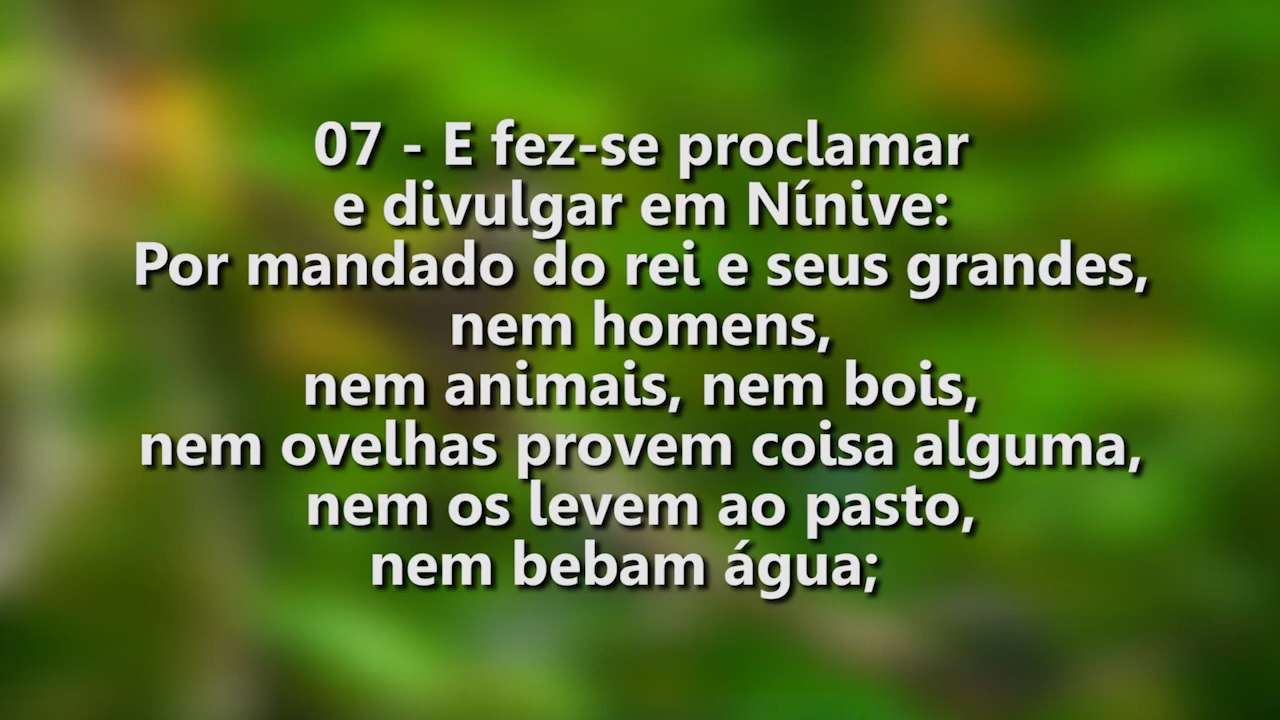 07 - E fez-se proclamar
e divulgar em Nínive:
Por mandado do rei e seus grandes,
nem homens,
nem animais, nem bois,
nem ovelhas provem coisa alguma,
nem os levem ao pasto,
nem bebam água;